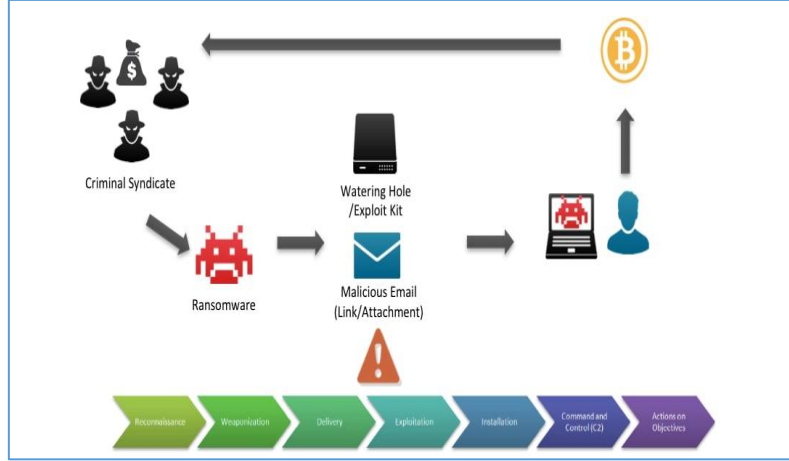 $
Criminal Syndicate
Watering Hole
/Exploit Kit
Ransomware
Malicious Email
(Link/Attachment)
Reconnaissance
Weaponization
Delivery
Exploitation
Installation
Command and
Control (C2)
Actions on
Objectives